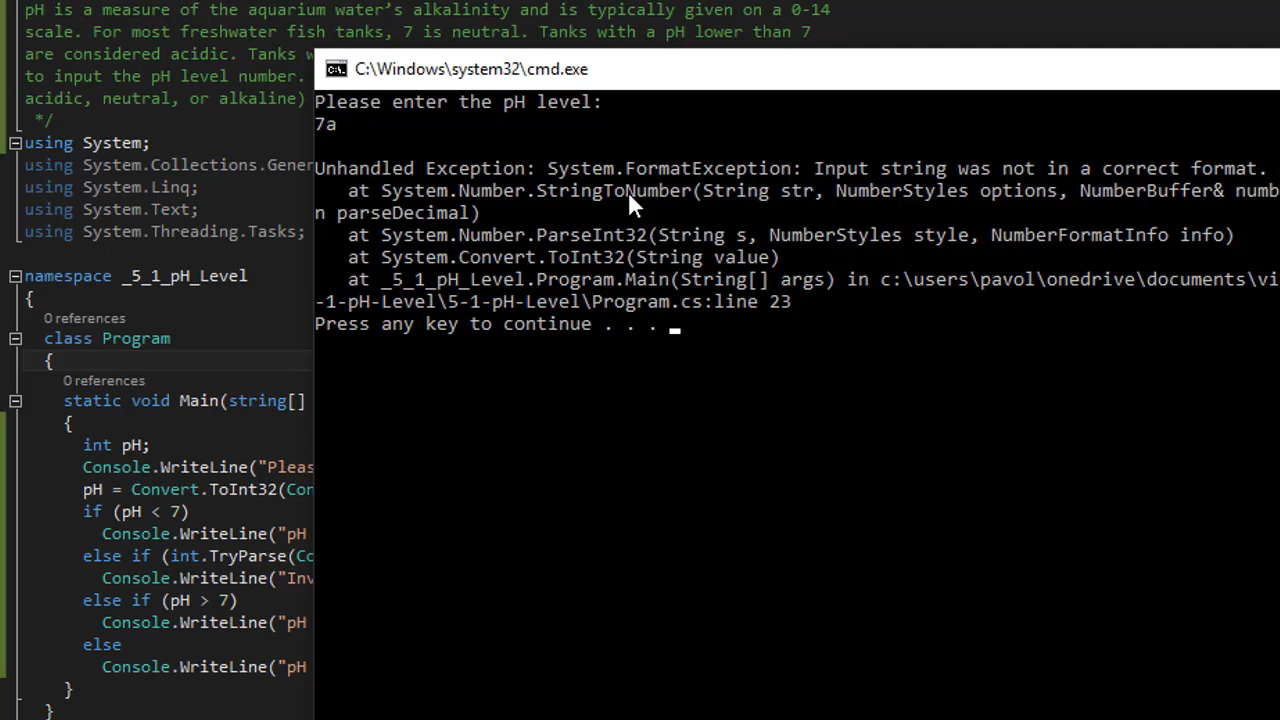 pH is a measure of the aquarium water's alkalinity and is typically given on a 0-14
scale. For most freshwater fish tanks, 7 is neutral. Tanks with a pH lower than 7
are considered acidic. Tanks
to input the pH level number.
acidic, neutral, or alkaline)
*/
using System;
using System.Collections.Gener
using System.Linq;
using System.Text;
using System.Threading.Tasks;
namespace _5_1_pH_Level
{
0 references
class Program
{
0 references
static void Main(string[]
{
int pH;
Console.WriteLine("Pleas
pH = Convert.ToInt32(Con
if (pH < 7)
Console.WriteLine("pH
else if (int.TryParse(Co
Console.WriteLine("Inv
else if (pH > 7)
Console.WriteLine("pH
else
Console.WriteLine("pH
}
}
C:\Windows\system32\cmd.exe
Please enter the pH level:
7a
Unhandled Exception: System.FormatException: Input string was not in a correct format.
at System.Number.StringToNumber(String str, NumberStyles options, NumberBuffer& numb
n parseDecimal)
at System.Number.ParseInt32(String s, NumberStyles style, NumberFormatInfo info)
at System.Convert.ToInt32(String value)
at _5_1_pH_Level.Program.Main(String[] args) in c:\users\pavol\onedrive\documents\vi
-1-pH-Level\5-1-pH-Level\Program.cs:line 23
Press any key to continue . . .